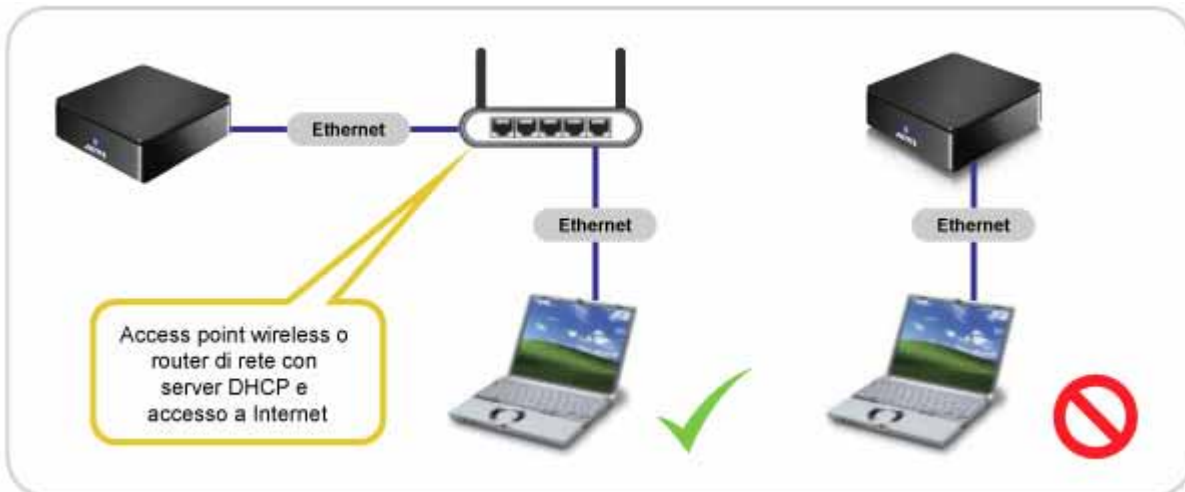 Ethernet
Ethernet
Ethernet
Access point wireless o
router di rete con
server DHCP e
accesso a Internet